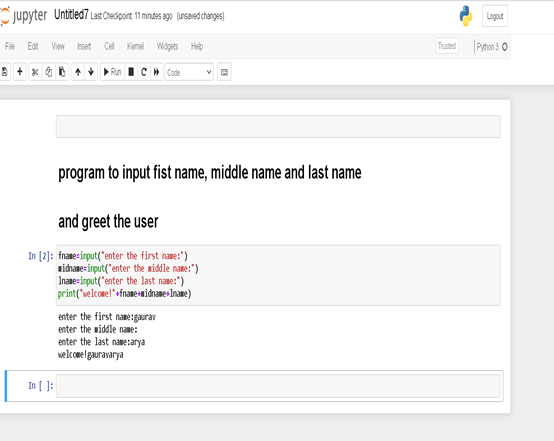 jupyter Untitled7 Last Checkpoint: 11 minutes ago (unsaved changes) Logout
File Edit View Insert Cell Kernel Widgets Help Trusted Python 3
Run Code
program to input fist name, middle name and last name
and greet the user
In [2]: fname=input("enter the first name:")
midname=input("enter the middle name:")
lname=input("enter the last name:")
print("welcome!"+fname+midname+lname)
enter the first name:gaurav
enter the middle name:
enter the last name:arya
welcome!gauravarya
In [ ]: